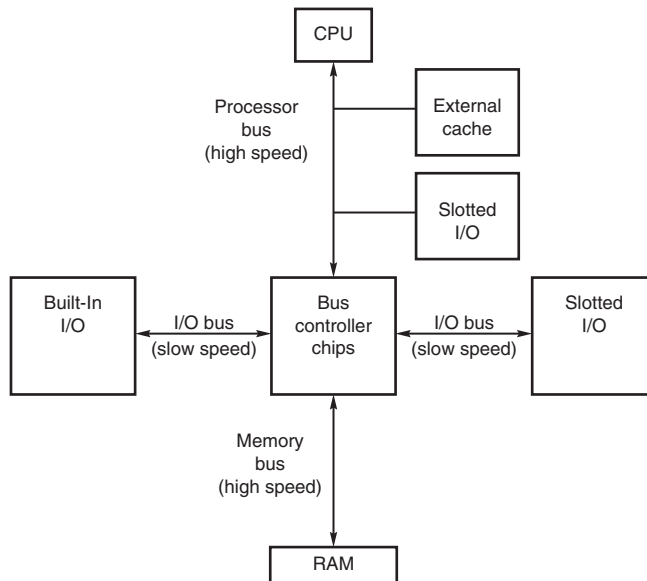 CPU
Processor
bus
(high speed)
External
cache
Slotted
I/O
Built-In
I/O
I/O bus
(slow speed)
Bus
controller
chips
I/O bus
(slow speed)
Slotted
I/O
Memory
bus
(high speed)
RAM